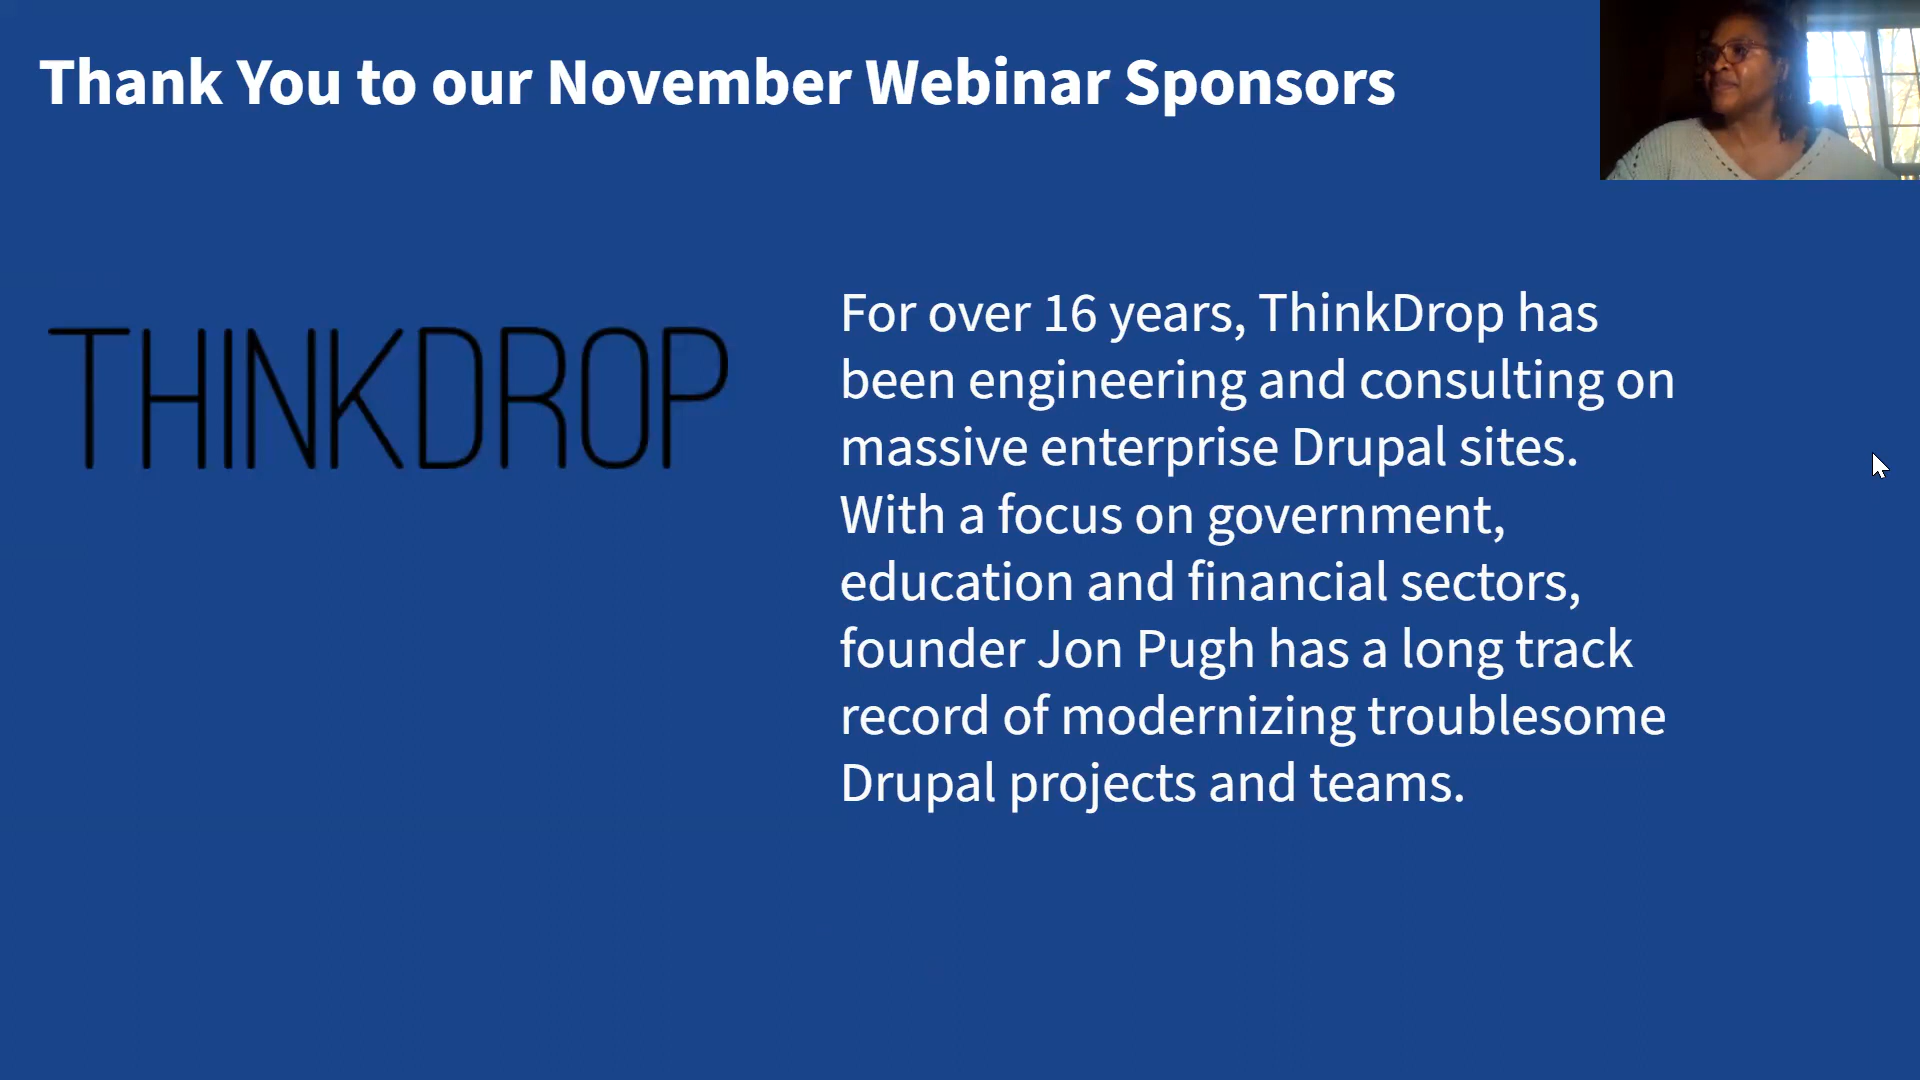 Thank You to our November Webinar Sponsors
THINKDROP
For over 16 years, ThinkDrop has
been engineering and consulting on
massive enterprise Drupal sites.
With a focus on government,
education and financial sectors,
founder Jon Pugh has a long track
record of modernizing troublesome
Drupal projects and teams.